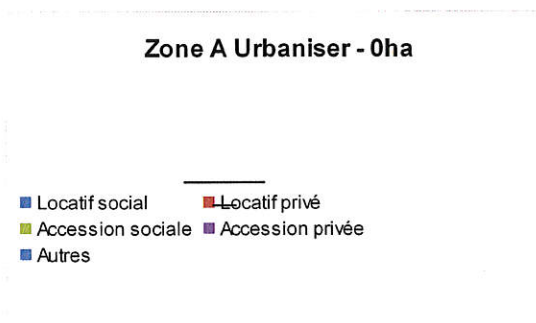 Zone A Urbaniser - 0ha
Locatif social Locatif privé
Accession sociale Accession privée
Autres